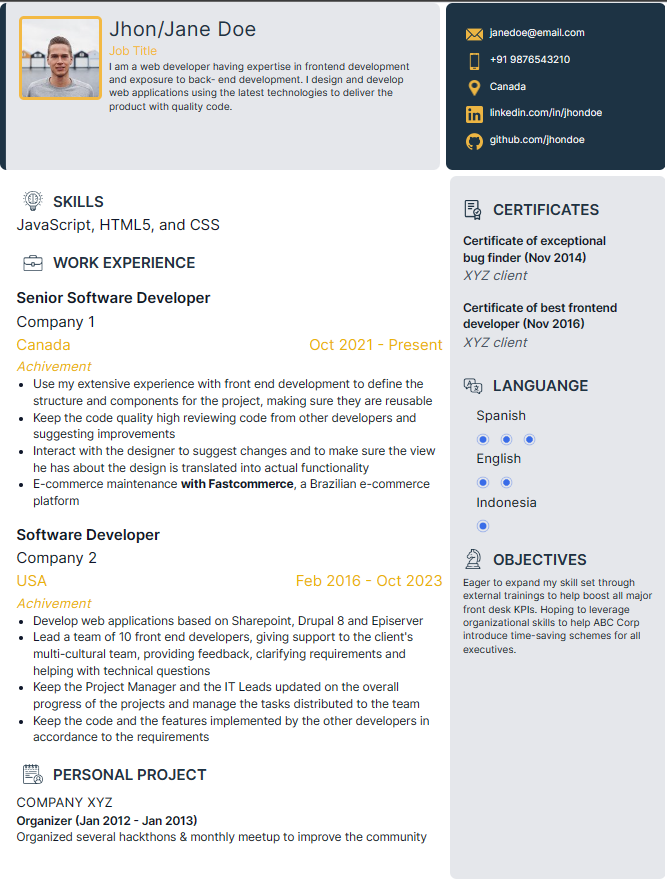 Jhon/Jane Doe
Job Title
I am a web developer having expertise in frontend development
and exposure to back- end development. I design and develop
web applications using the latest technologies to deliver the
product with quality code.
janedoe@email.com
+91 9876543210
Canada
linkedin.com/in/jhondoe
github.com/jhondoe
SKILLS
JavaScript, HTML5, and CSS
WORK EXPERIENCE
Senior Software Developer
Company 1
Canada Oct 2021 - Present
Achivement
• Use my extensive experience with front end development to define the
structure and components for the project, making sure they are reusable
• Keep the code quality high reviewing code from other developers and
suggesting improvements
• Interact with the designer to suggest changes and to make sure the view
he has about the design is translated into actual functionality
• E-commerce maintenance with Fastcommerce, a Brazilian e-commerce
platform
Software Developer
Company 2
USA Feb 2016 - Oct 2023
Achivement
• Develop web applications based on Sharepoint, Drupal 8 and Episerver
• Lead a team of 10 front end developers, giving support to the client's
multi-cultural team, providing feedback, clarifying requirements and
helping with technical questions
• Keep the Project Manager and the IT Leads updated on the overall
progress of the projects and manage the tasks distributed to the team
• Keep the code and the features implemented by the other developers in
accordance to the requirements
PERSONAL PROJECT
COMPANY XYZ
Organizer (Jan 2012 - Jan 2013)
Organized several hackthons & monthly meetup to improve the community
CERTIFICATES
Certificate of exceptional
bug finder (Nov 2014)
XYZ client
Certificate of best frontend
developer (Nov 2016)
XYZ client
LANGUANGE
Spanish
English
Indonesia
OBJECTIVES
Eager to expand my skill set through
external trainings to help boost all major
front desk KPIs. Hoping to leverage
organizational skills to help ABC Corp
introduce time-saving schemes for all
executives.